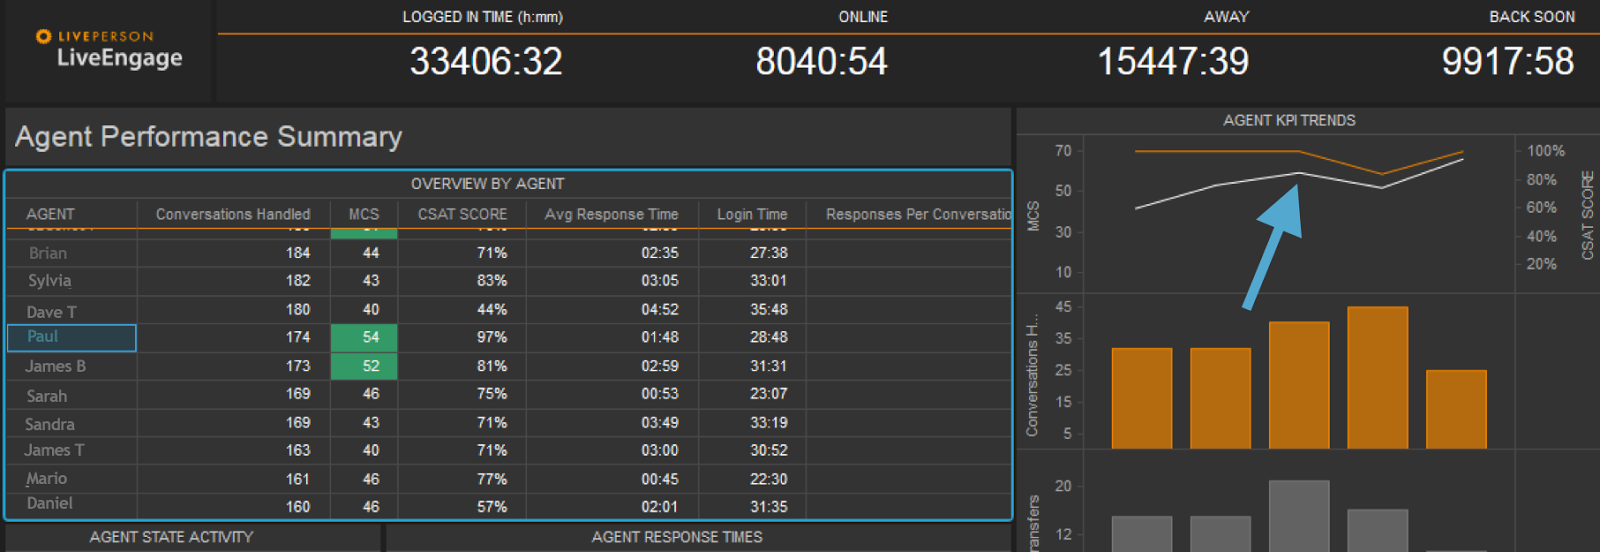 LIVEPERSON
LiveEngage
LOGGED IN TIME (h:mm) ONLINE AWAY BACK SOON
33406:32 8040:54 15447:39 9917:58
Agent Performance Summary
OVERVIEW BY AGENT
AGENT Conversations Handled MCS CSAT SCORE Avg Response Time Login Time Responses Per Conversatio
Brian 184 44 71% 02:35 27:38
Sylvia 182 43 83% 03:05 33:01
Dave T 180 40 44% 04:52 35:48
Paul 174 54 97% 01:48 28:48
James B 173 52 81% 02:59 31:31
Sarah 169 46 75% 00:53 23:07
Sandra 169 43 71% 03:49 33:19
James T 163 40 71% 03:00 30:52
Mario 161 46 77% 00:45 22:30
Daniel 160 46 57% 02:01 31:35
AGENT STATE ACTIVITY AGENT RESPONSE TIMES
AGENT KPI TRENDS
70 100%
80%
50
60%
30
40%
20%
10
MCS
CSAT SCORE
45
35
25
15
5
Conversations H...
20
12
ransfers